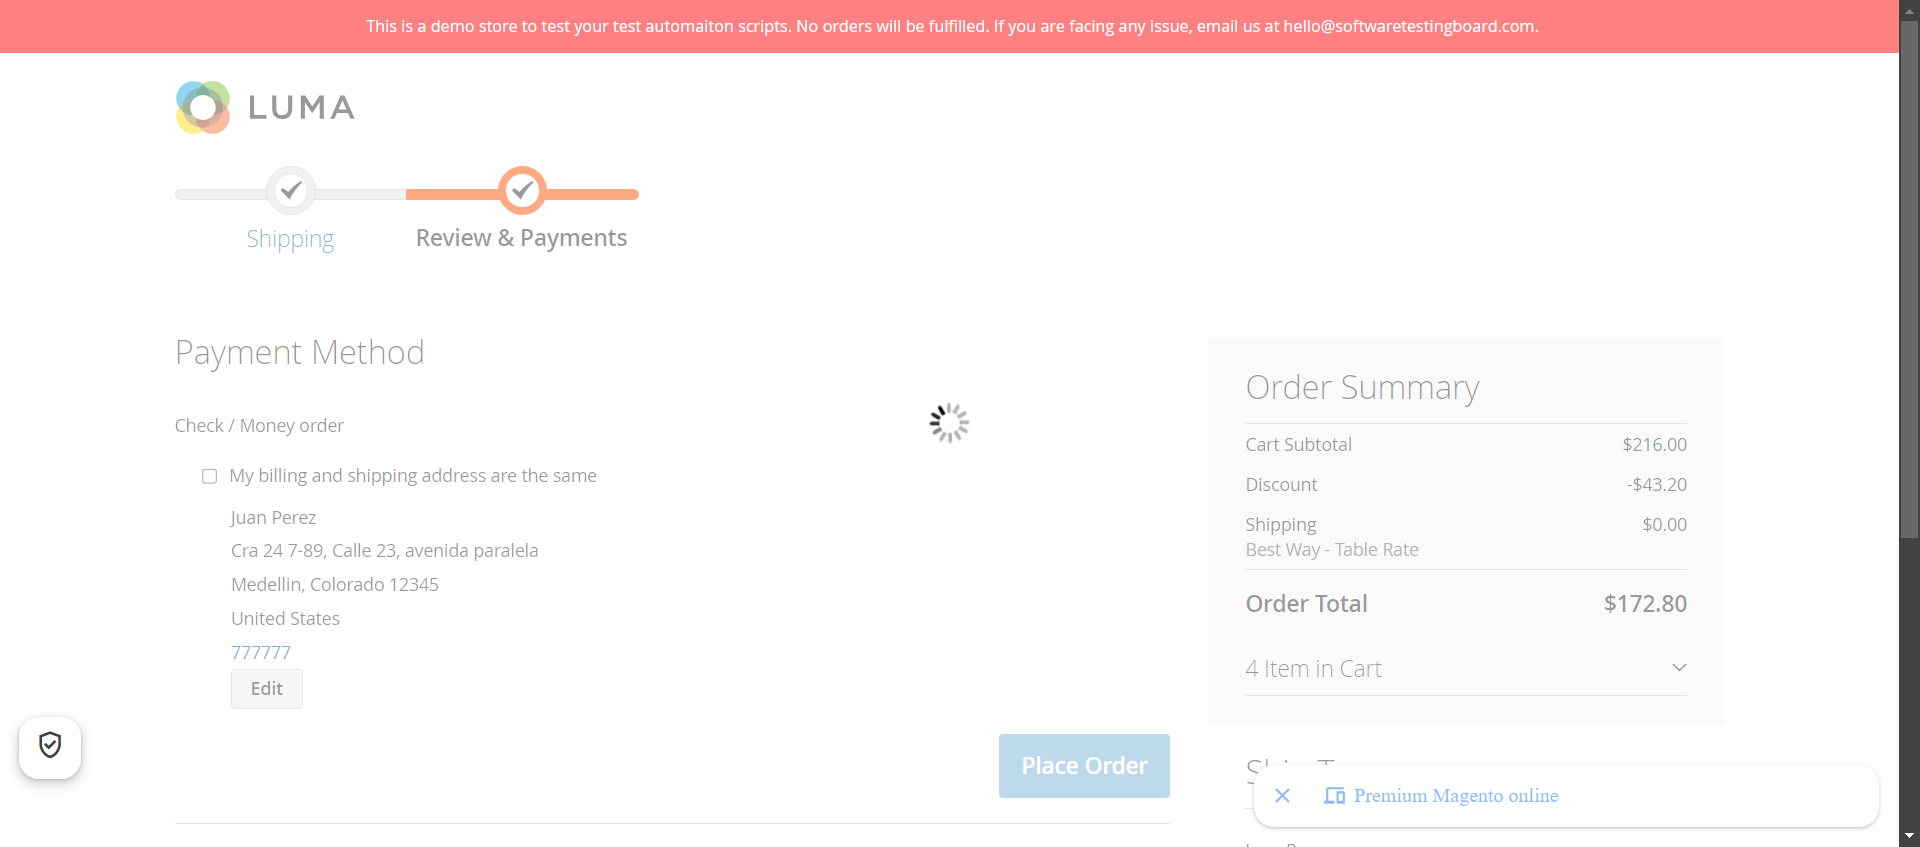 This is a demo store to test your test automaiton scripts. No orders will be fulfilled. If you are facing any issue, email us at hello@softwaretestingboard.com.
LUMA
Shipping
Review & Payments
Payment Method
Check / Money order
My billing and shipping address are the same
Juan Perez
Cra 24 7-89, Calle 23, avenida paralela
Medellin, Colorado 12345
United States
777777
Edit
Place Order
Order Summary
Cart Subtotal $216.00
Discount -$43.20
Shipping $0.00
Best Way - Table Rate
Order Total $172.80
4 Item in Cart
Premium Magento online